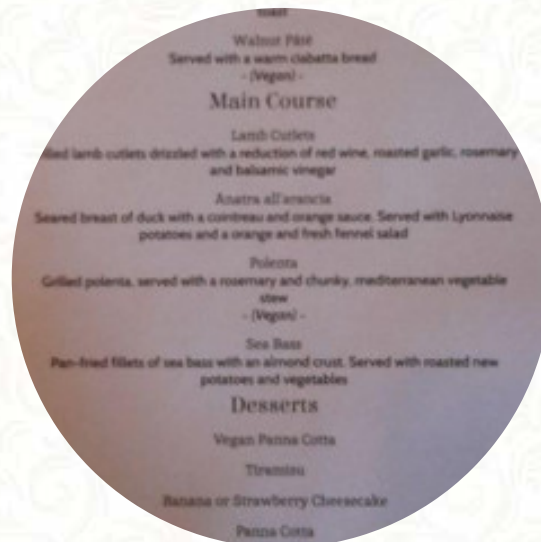 Walnut Pâté
Served with a warm ciabatta bread
- (Vegan) -
Main Course
Lamb Cutlets
lamb cutlets drizzled with a reduction of red wine, roasted garlic, rosemary
and balsamic vinegar
Anatra all'arancia
Seared breast of duck with a cointreau and orange sauce. Served with Lyonnaise
potatoes and a orange and fresh fennel salad
Polenta
Grilled polenta, served with a rosemary and chunky, mediterranean vegetable
stew
- (Vegan) -
Sea Bass
Pan-fried fillets of sea bass with an almond crust. Served with roasted new
potatoes and vegetables
Desserts
Vegan Panna Cotta
Tiramisu
Banana or Strawberry Cheesecake
Panna Cotta